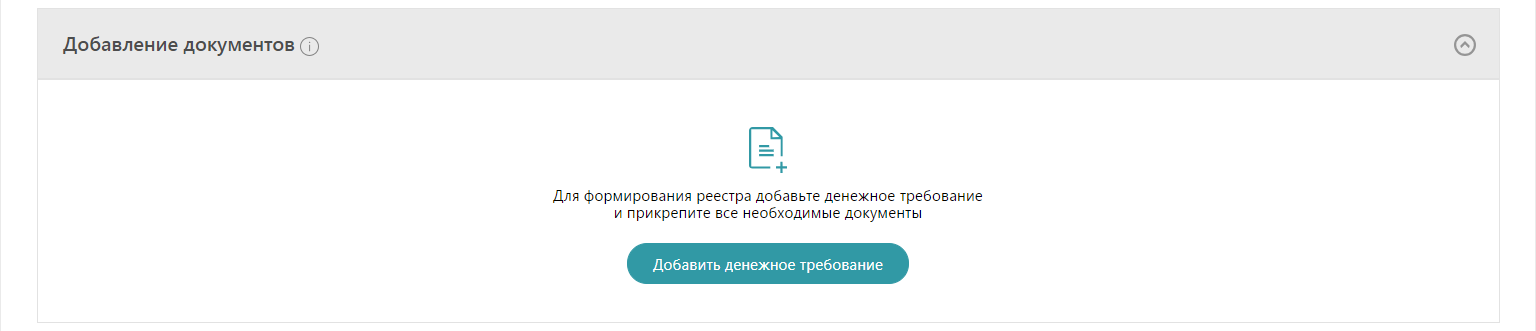 Добавление документов
Для формирования реестра добавьте денежное требование
и прикрепите все необходимые документы
Добавить денежное требование